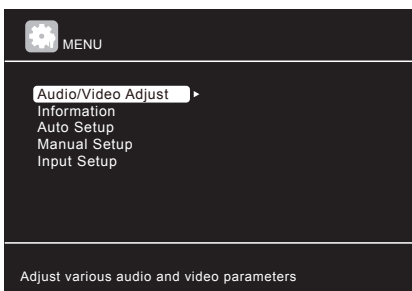 MENU
Audio/Video Adjust
Information
Auto Setup
Manual Setup
Input Setup
Adjust various audio and video parameters